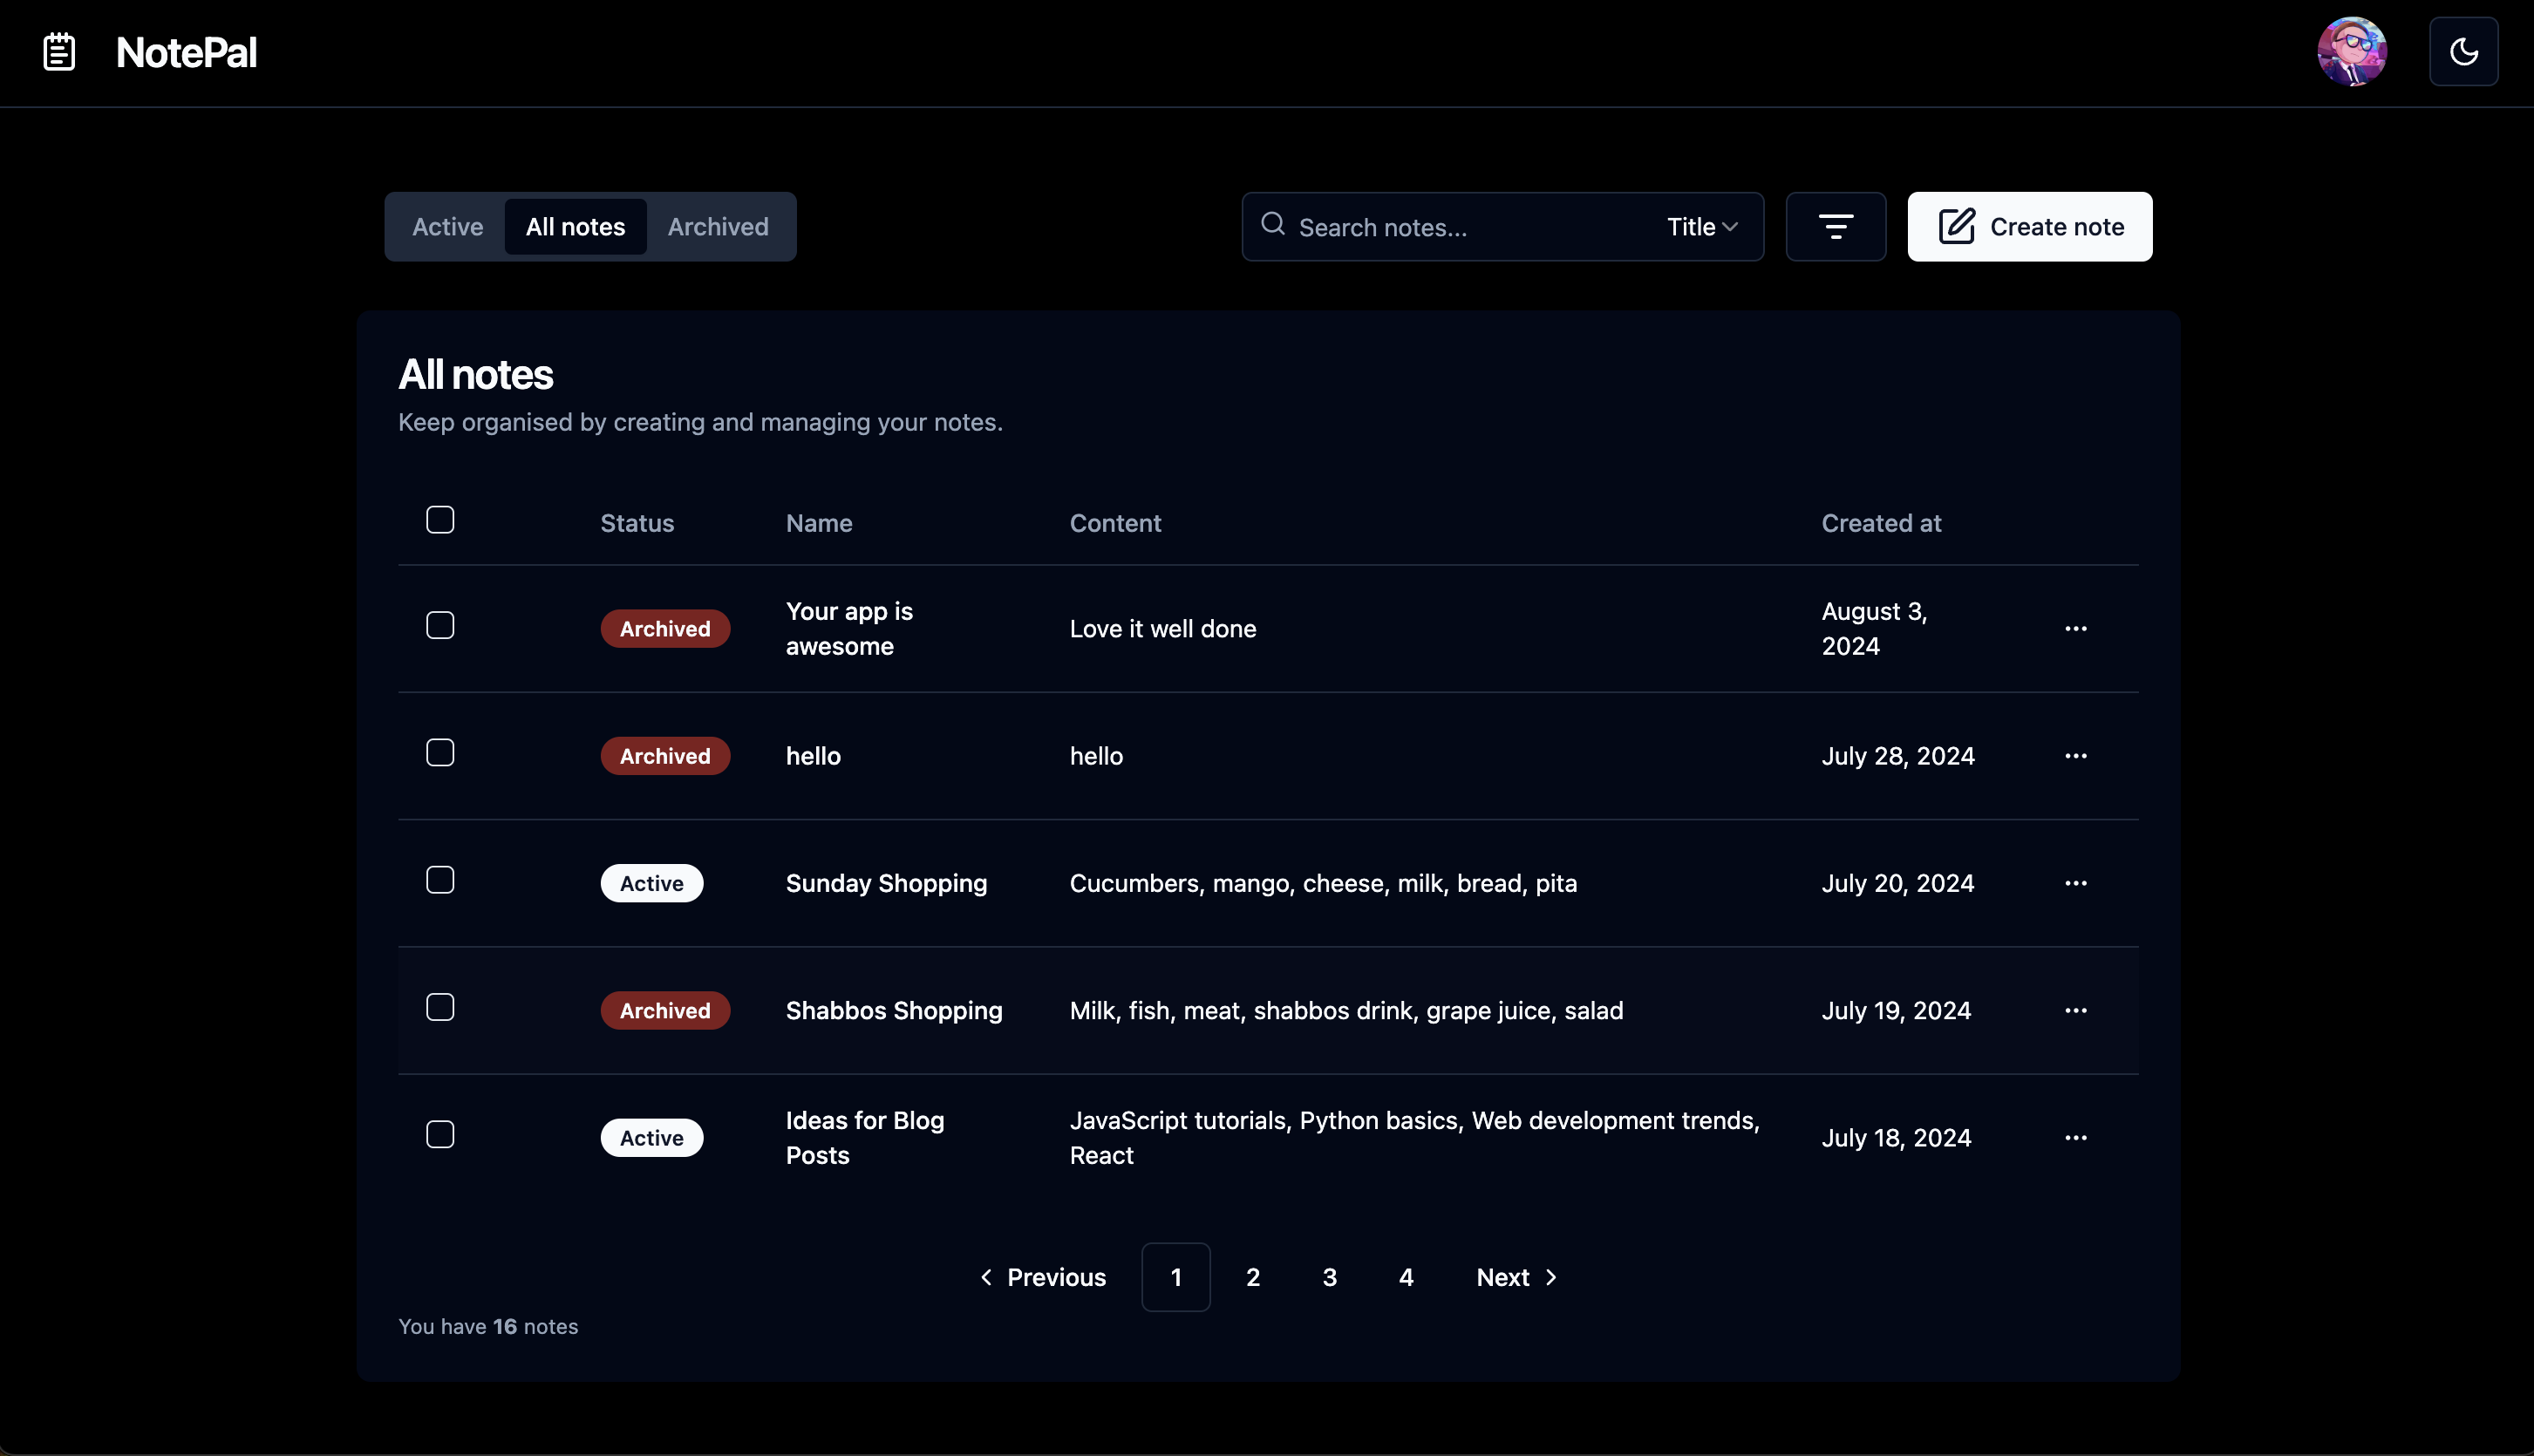 NotePal
Active All notes Archived
Search notes... Title
Create note
All notes
Keep organised by creating and managing your notes.
Status Name Content Created at
Archived Your app is awesome Love it well done August 3, 2024
Archived hello hello July 28, 2024
Active Sunday Shopping Cucumbers, mango, cheese, milk, bread, pita July 20, 2024
Archived Shabbos Shopping Milk, fish, meat, shabbos drink, grape juice, salad July 19, 2024
Active Ideas for Blog Posts JavaScript tutorials, Python basics, Web development trends, React July 18, 2024
Previous 1 2 3 4 Next
You have 16 notes